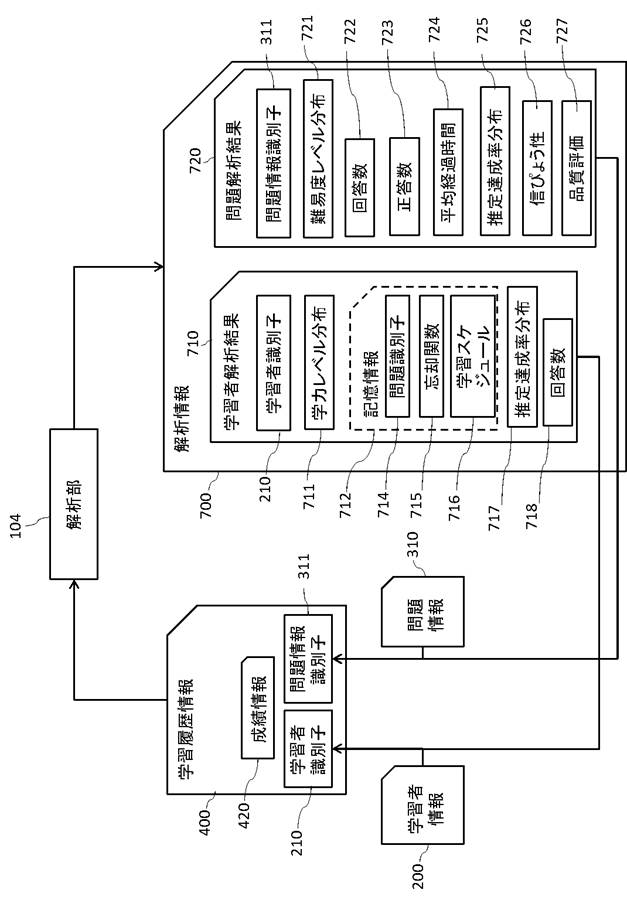 104
解析部
学習履歴情報
400
成績情報
420
学習者
識別子
210
問題情報
識別子
311
学習者
情報
200
問題
情報
310
解析情報
700
学習者解析結果
710
学習者識別子
210
学力レベル分布
711
記憶情報
712
問題識別子
714
忘却関数
715
学習スケ
ジュール
716
推定達成率分布
717
回答数
718
問題解析結果
720
問題情報識別子
311
難易度レベル分布
721
回答数
722
正答数
723
平均経過時間
724
推定達成率分布
725
信ぴょう性
726
品質評価
727